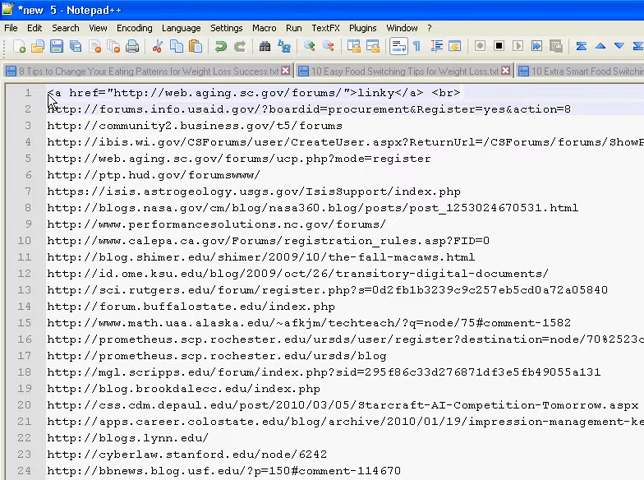 *new 5 - Notepad++
File Edit Search View Encoding Language Settings Macro Run TextFX Plugins Window ?
8 Tips to Change Your Eating Patterns for Weight Loss Success.txt 10 Easy Food Switching Tips for Weight Loss.txt 10 Extra Smart Food Switchi
1 <a href="http://web.aging.sc.gov/forums/">linky</a> <br>
2 http://forums.info.usaid.gov/?boardid=procurement&Register=yes&action=8
3 http://community2.business.gov/t5/forums
4 http://ibis.wi.gov/CSForums/user/CreateUser.aspx?ReturnUrl=/CSForums/forums/ShowP
5 http://web.aging.sc.gov/forums/ucp.php?mode=register
6 http://ptp.hud.gov/forumswww/
7 https://isis.astrogeology.usgs.gov/IsisSupport/index.php
8 http://blogs.nasa.gov/cm/blog/nasa360.blog/posts/post_1253024670531.html
9 http://www.performancesolutions.nc.gov/forums/
10 http://www.calepa.ca.gov/Forums/registration_rules.asp?FID=0
11 http://blog.shimer.edu/shimer/2009/10/the-fall-macaws.html
12 http://id.ome.ksu.edu/blog/2009/oct/26/transitory-digital-documents/
13 http://sci.rutgers.edu/forum/register.php?s=0d2fb1b3239c9c257eb5cd0a72a05840
14 http://forum.buffalostate.edu/index.php
15 http://www.math.uaa.alaska.edu/~afkjm/techteach/?q=node/75#comment-1582
16 http://prometheus.scp.rochester.edu/ursds/user/register?destination=node/70%2523c
17 http://prometheus.scp.rochester.edu/ursds/blog
18 http://mgl.scripps.edu/forum/index.php?sid=295f86c33d276871df3e5fb49055a131
19 http://blog.brookdalecc.edu/index.php
20 http://css.cdm.depaul.edu/post/2010/03/05/Starcraft-AI-Competition-Tomorrow.aspx
21 http://apps.career.colostate.edu/blog/archive/2010/01/19/impression-management-ke
22 http://blogs.lynn.edu/
23 http://cyberlaw.stanford.edu/node/6242
24 http://bbnews.blog.usf.edu/?p=150#comment-114670